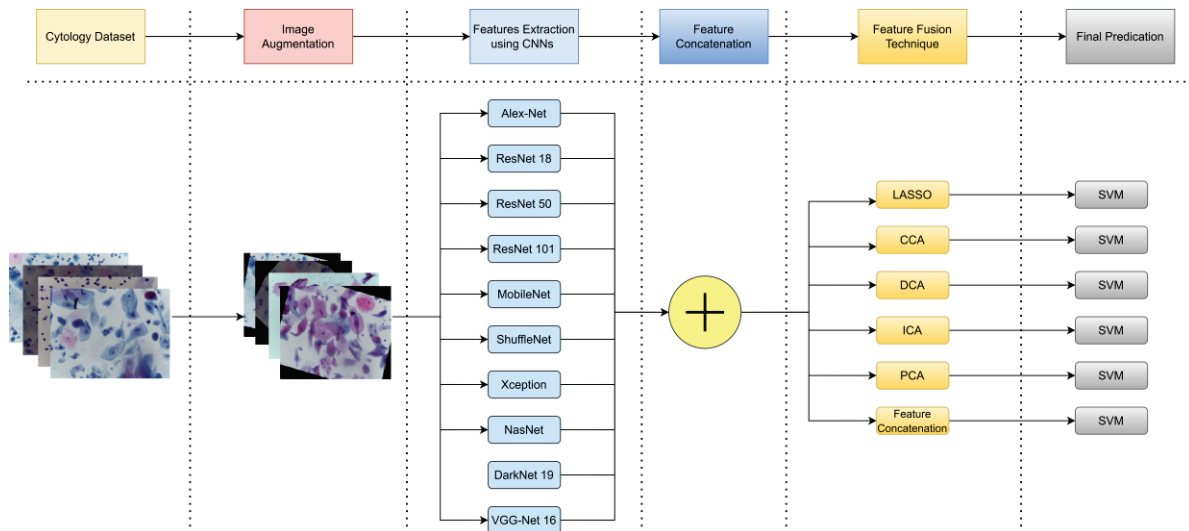 Cytology Dataset
Image
Augmentation
Features Extraction
using CNNs
Feature
Concatenation
Feature Fusion
Technique
Final Predication
Alex-Net
ResNet 18
ResNet 50
ResNet 101
MobileNet
ShuffleNet
Xception
NasNet
DarkNet 19
VGG-Net 16
LASSO
CCA
DCA
ICA
PCA
Feature
Concatenation
SVM
SVM
SVM
SVM
SVM
SVM